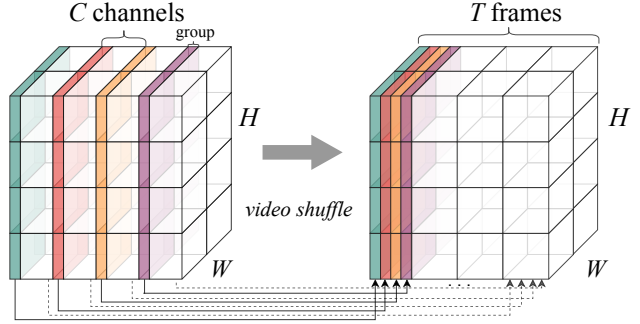 C channels
group
H
W
video shuffle
T frames
H
W
. . .